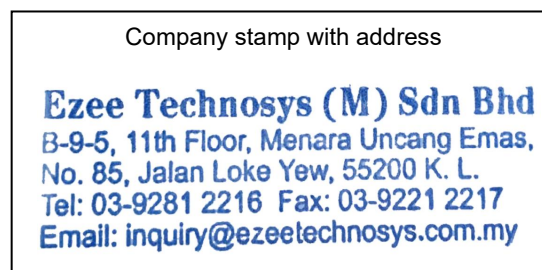 Company stamp with address
Ezee Technosys (M) Sdn Bhd
B-9-5, 11th Floor, Menara Uncang Emas,
No. 85, Jalan Loke Yew, 55200 K. L.
Tel: 03-9281 2216 Fax: 03-9221 2217
Email: inquiry@ezeetechnosys.com.my